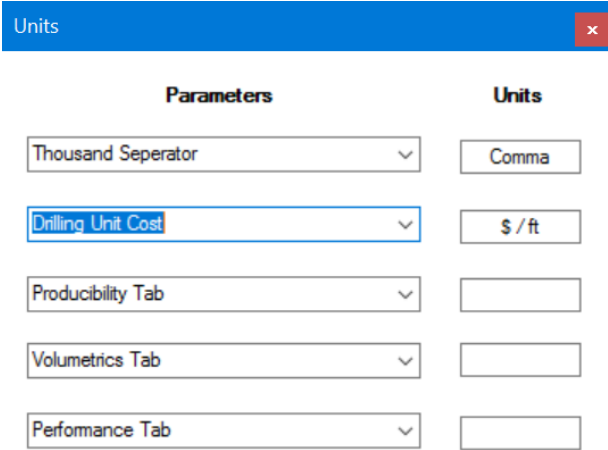 Units
x
Parameters Units
Thousand Seperator Comma
Drilling Unit Cost $ / ft
Producibility Tab
Volumetrics Tab
Performance Tab